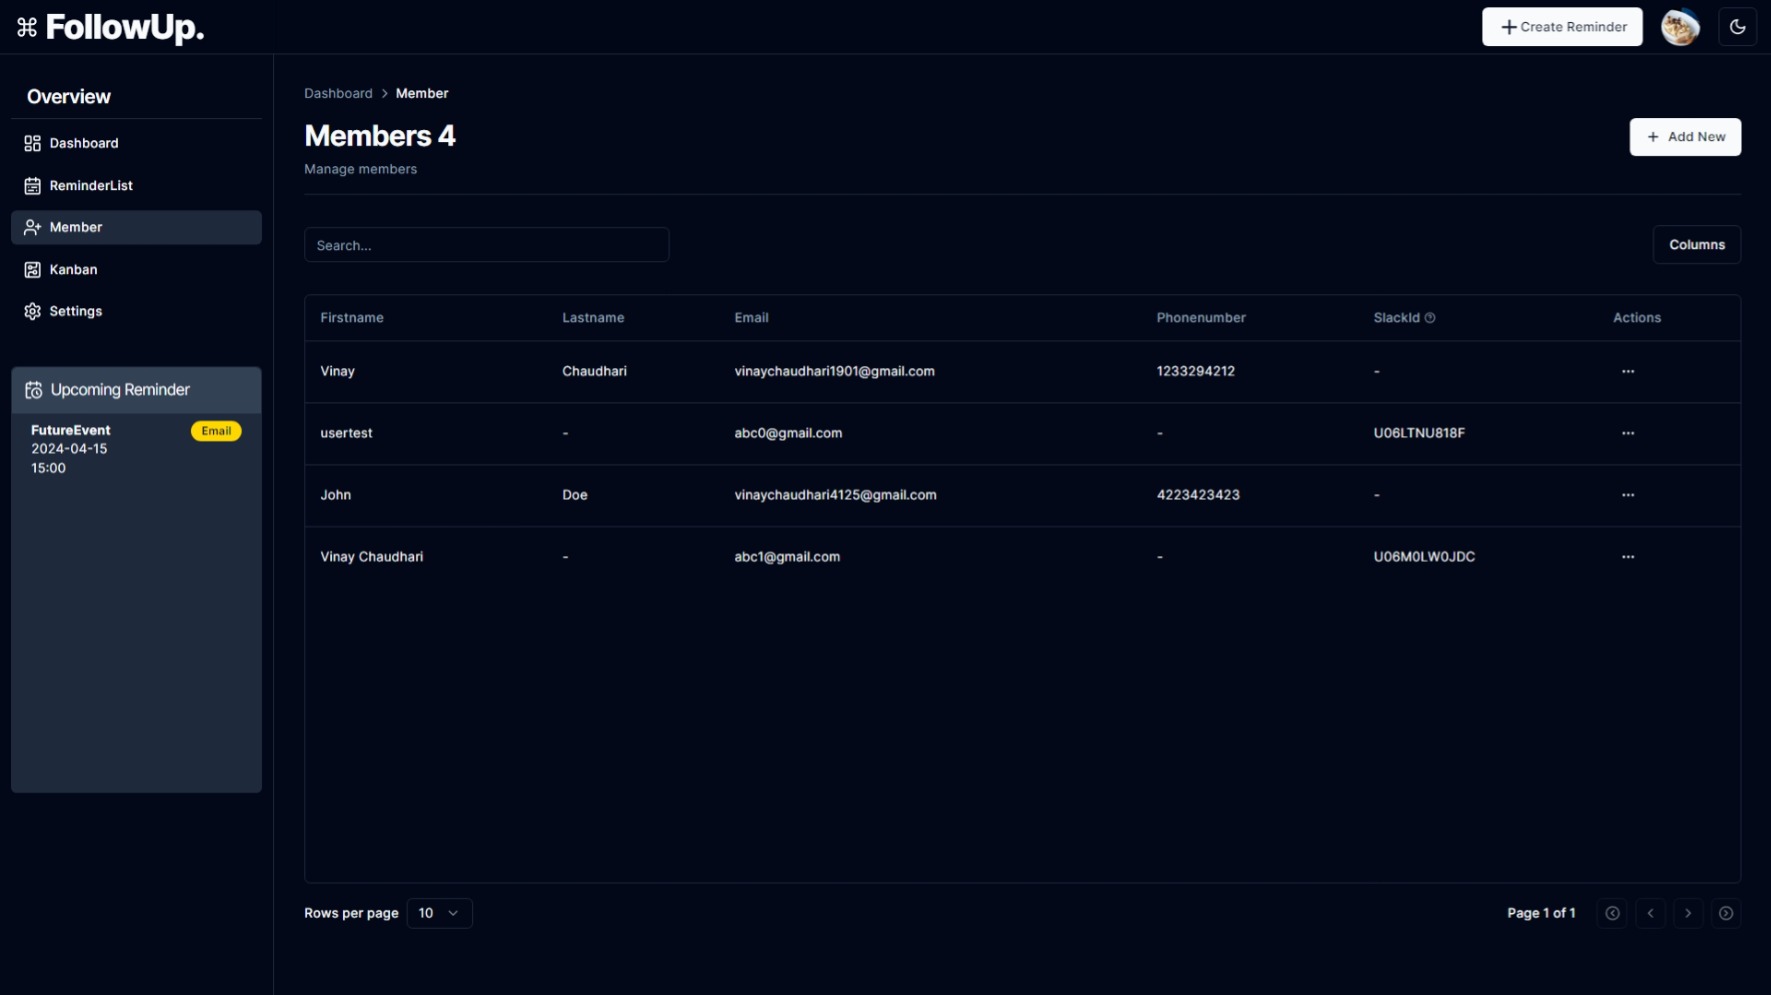 ⌘ FollowUp.
Create Reminder
Overview
Dashboard
ReminderList
Member
Kanban
Settings
Upcoming Reminder
FutureEvent Email
2024-04-15
15:00
Dashboard > Member
Members 4
Manage members
+ Add New
Search...
Columns
Firstname Lastname Email Phonenumber SlackId Actions
Vinay Chaudhari vinaychaudhari1901@gmail.com 1233294212 - ...
usertest - abc0@gmail.com - U06LTNU818F ...
John Doe vinaychaudhari4125@gmail.com 4223423423 - ...
Vinay Chaudhari - abc1@gmail.com - U06M0LW0JDC ...
Rows per page 10
Page 1 of 1